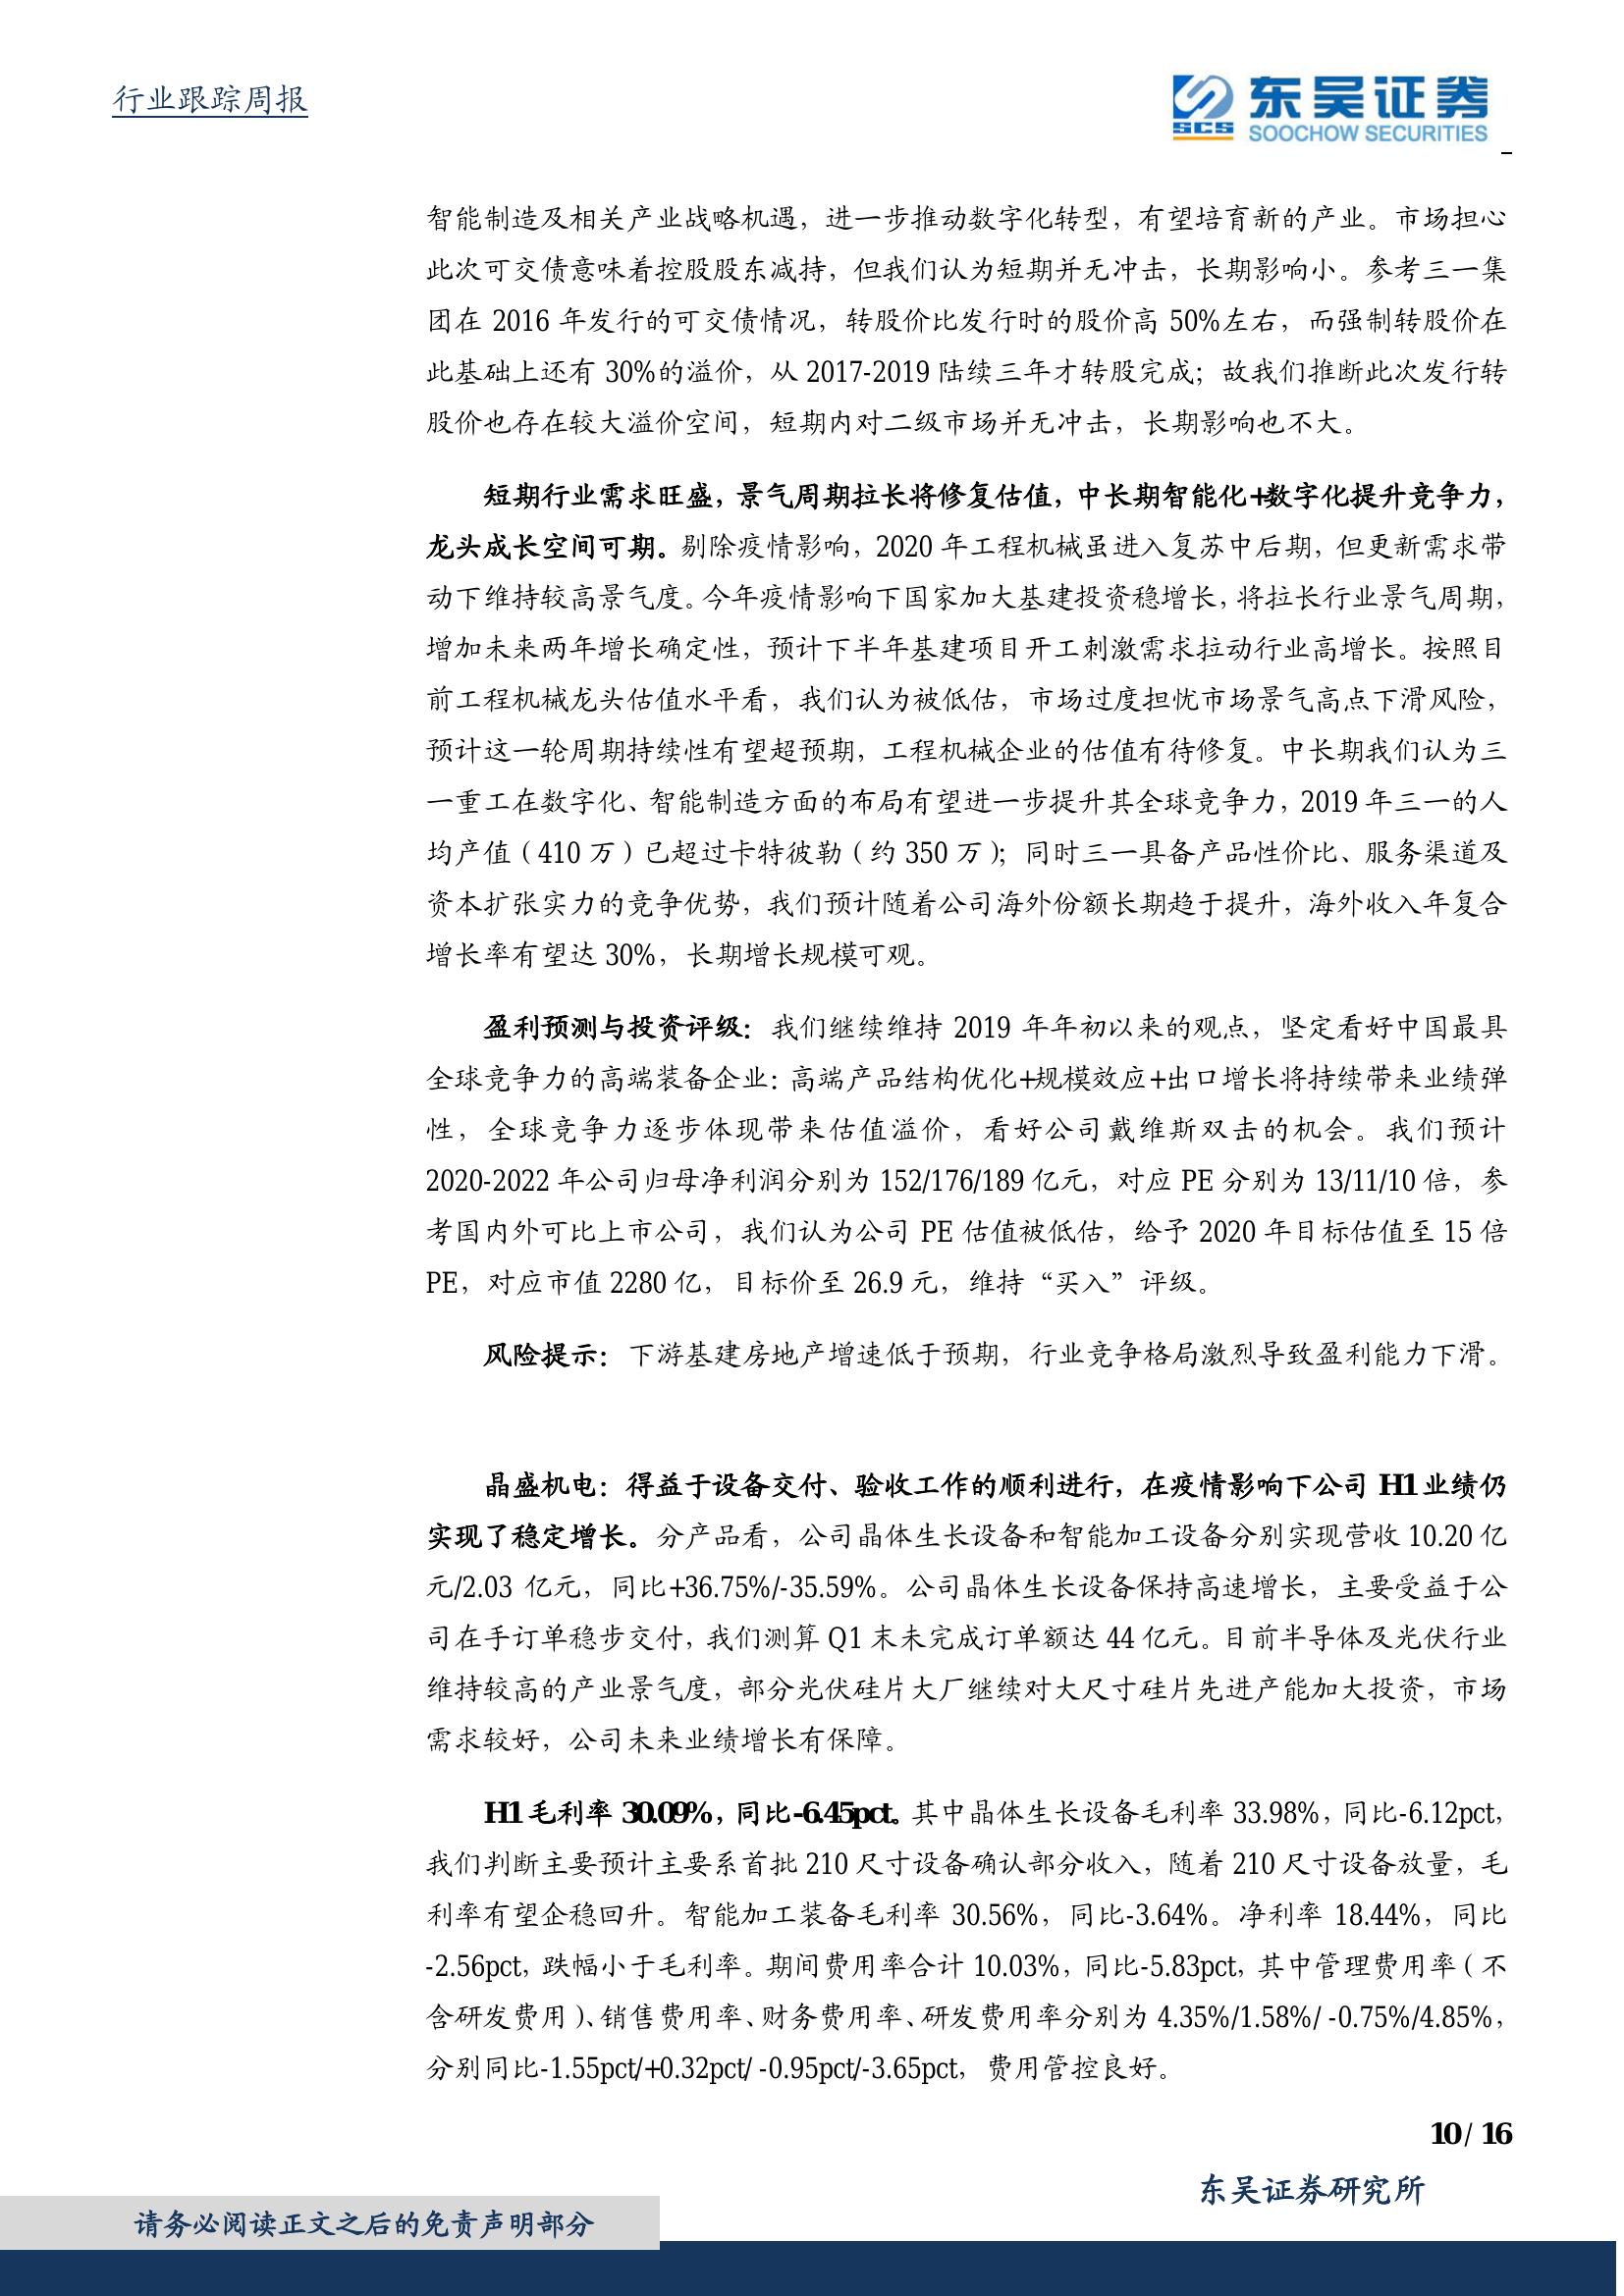 行业跟踪周报
东吴证券
SCS
SOOCHOW SECURITIES
智能制造及相关产业战略机遇，进一步推动数字化转型，有望培育新的产业。市场担心
此次可交债意味着控股股东减持，但我们认为短期并无冲击，长期影响小。参考三一集
团在 2016 年发行的可交债情况，转股价比发行时的股价高 50%左右，而强制转股价在
此基础上还有 30%的溢价，从 2017-2019 陆续三年才转股完成；故我们推断此次发行转
股价也存在较大溢价空间，短期内对二级市场并无冲击，长期影响也不大。
短期行业需求旺盛，景气周期拉长将修复估值，中长期智能化+数字化提升竞争力，
龙头成长空间可期。剔除疫情影响，2020 年工程机械虽进入复苏中后期，但更新需求带
动下维持较高景气度。今年疫情影响下国家加大基建投资稳增长，将拉长行业景气周期，
增加未来两年增长确定性，预计下半年基建项目开工刺激需求拉动行业高增长。按照目
前工程机械龙头估值水平看，我们认为被低估，市场过度担忧市场景气高点下滑风险，
预计这一轮周期持续性有望超预期，工程机械企业的估值有待修复。中长期我们认为三
一重工在数字化、智能制造方面的布局有望进一步提升其全球竞争力，2019 年三一的人
均产值（410 万）已超过卡特彼勒（约 350 万）；同时三一具备产品性价比、服务渠道及
资本扩张实力的竞争优势，我们预计随着公司海外份额长期趋于提升，海外收入年复合
增长率有望达 30%，长期增长规模可观。
盈利预测与投资评级：我们继续维持 2019 年年初以来的观点，坚定看好中国最具
全球竞争力的高端装备企业：高端产品结构优化+规模效应+出口增长将持续带来业绩弹
性，全球竞争力逐步体现带来估值溢价，看好公司戴维斯双击的机会。我们预计
2020-2022 年公司归母净利润分别为 152/176/189 亿元，对应 PE 分别为 13/11/10 倍，参
考国内外可比上市公司，我们认为公司 PE 估值被低估，给予 2020 年目标估值至 15 倍
PE，对应市值 2280 亿，目标价至 26.9 元，维持“买入”评级。
风险提示：下游基建房地产增速低于预期，行业竞争格局激烈导致盈利能力下滑。
晶盛机电：得益于设备交付、验收工作的顺利进行，在疫情影响下公司 H1 业绩仍
实现了稳定增长。分产品看，公司晶体生长设备和智能加工设备分别实现营收 10.20 亿
元/2.03 亿元，同比+36.75%/-35.59%。公司晶体生长设备保持高速增长，主要受益于公
司在手订单稳步交付，我们测算 Q1 末未完成订单额达 44 亿元。目前半导体及光伏行业
维持较高的产业景气度，部分光伏硅片大厂继续对大尺寸硅片先进产能加大投资，市场
需求较好，公司未来业绩增长有保障。
H1 毛利率 30.09%，同比-6.45pct。其中晶体生长设备毛利率 33.98%，同比-6.12pct，
我们判断主要预计主要系首批 210 尺寸设备确认部分收入，随着 210 尺寸设备放量，毛
利率有望企稳回升。智能加工装备毛利率 30.56%，同比-3.64%。净利率 18.44%，同比
-2.56pct，跌幅小于毛利率。期间费用率合计 10.03%，同比-5.83pct，其中管理费用率（不
含研发费用）、销售费用率、财务费用率、研发费用率分别为 4.35%/1.58%/ -0.75%/4.85%，
分别同比-1.55pct/+0.32pct/ -0.95pct/-3.65pct，费用管控良好。
10 / 16
东吴证券研究所
请务必阅读正文之后的免责声明部分